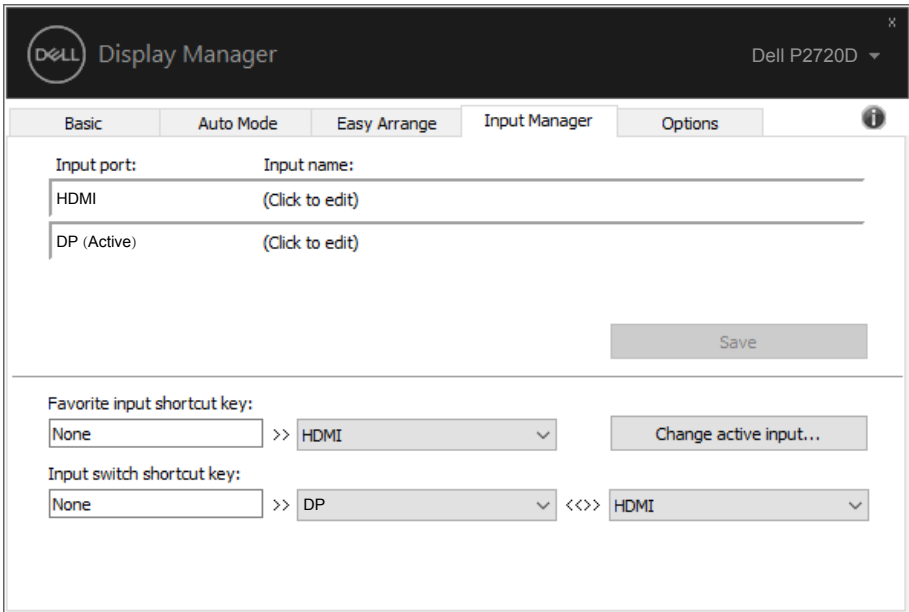 x
DELL Display Manager Dell P2720D
Basic Auto Mode Easy Arrange Input Manager Options i
Input port: Input name:
HDMI (Click to edit)
DP (Active) (Click to edit)
Save
Favorite input shortcut key:
None >> HDMI Change active input...
Input switch shortcut key:
None >> DP <<>> HDMI